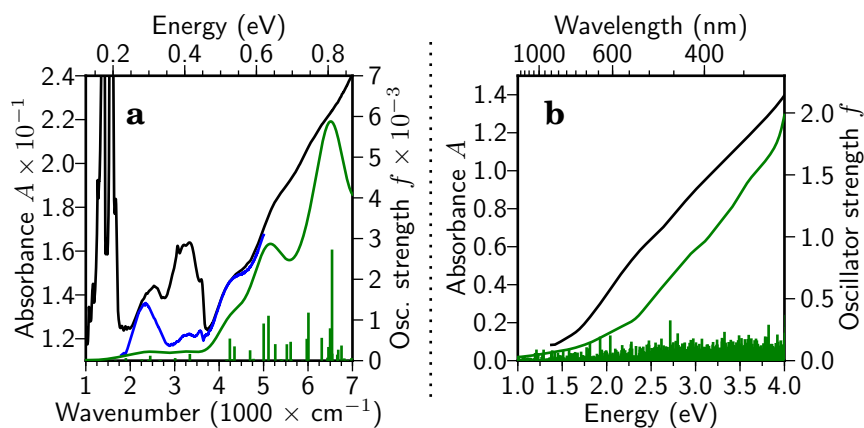 Energy (eV)
0.2 0.4 0.6 0.8
a
Absorbance A × 10⁻¹
2.4
2.2
2.0
1.8
1.6
1.4
1.2
7
6
5
4
3
2
1
0
Osc. strength f × 10⁻³
1 2 3 4 5 6 7
Wavenumber (1000 × cm⁻¹)
Wavelength (nm)
1000 600 400
b
Absorbance A
1.4
1.2
1.0
0.8
0.6
0.4
0.2
0.0
2.0
1.5
1.0
0.5
0.0
Oscillator strength f
1.0 1.5 2.0 2.5 3.0 3.5 4.0
Energy (eV)